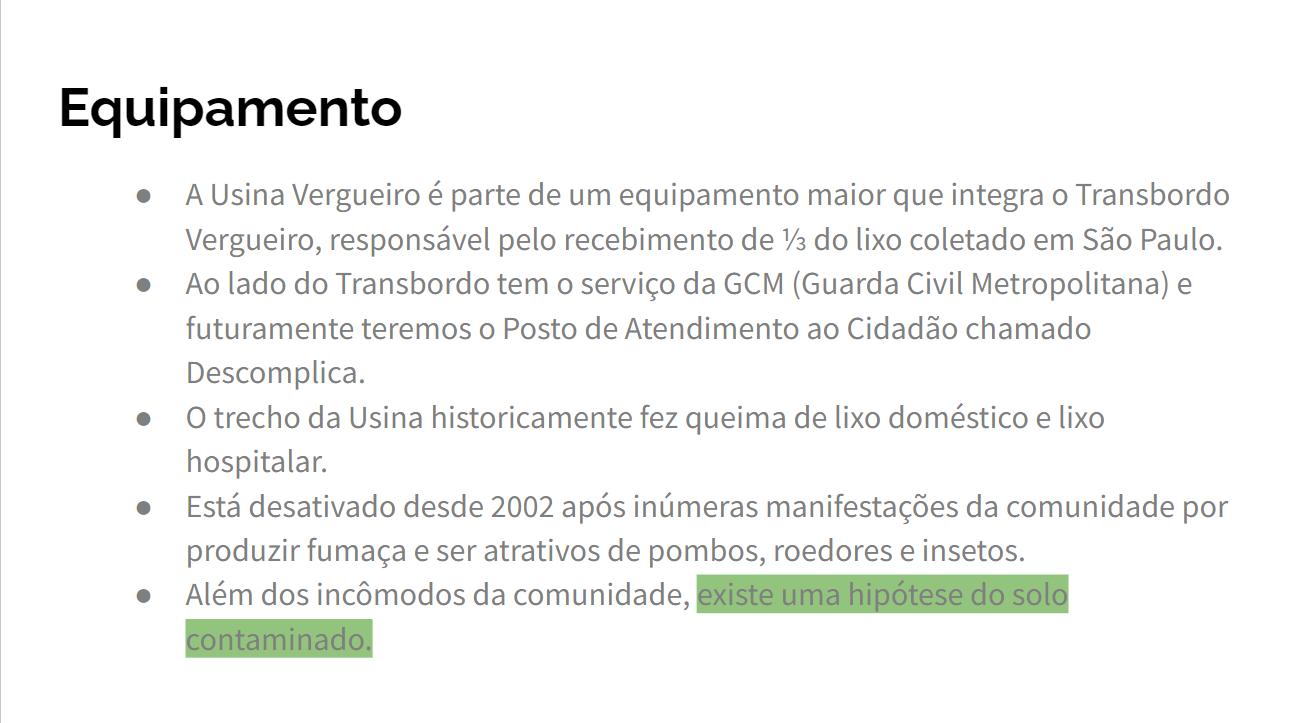 Equipamento
● A Usina Vergueiro é parte de um equipamento maior que integra o Transbordo
Vergueiro, responsável pelo recebimento de ⅓ do lixo coletado em São Paulo.
● Ao lado do Transbordo tem o serviço da GCM (Guarda Civil Metropolitana) e
futuramente teremos o Posto de Atendimento ao Cidadão chamado
Descomplica.
● O trecho da Usina historicamente fez queima de lixo doméstico e lixo
hospitalar.
● Está desativado desde 2002 após inúmeras manifestações da comunidade por
produzir fumaça e ser atrativos de pombos, roedores e insetos.
● Além dos incômodos da comunidade, existe uma hipótese do solo
contaminado.